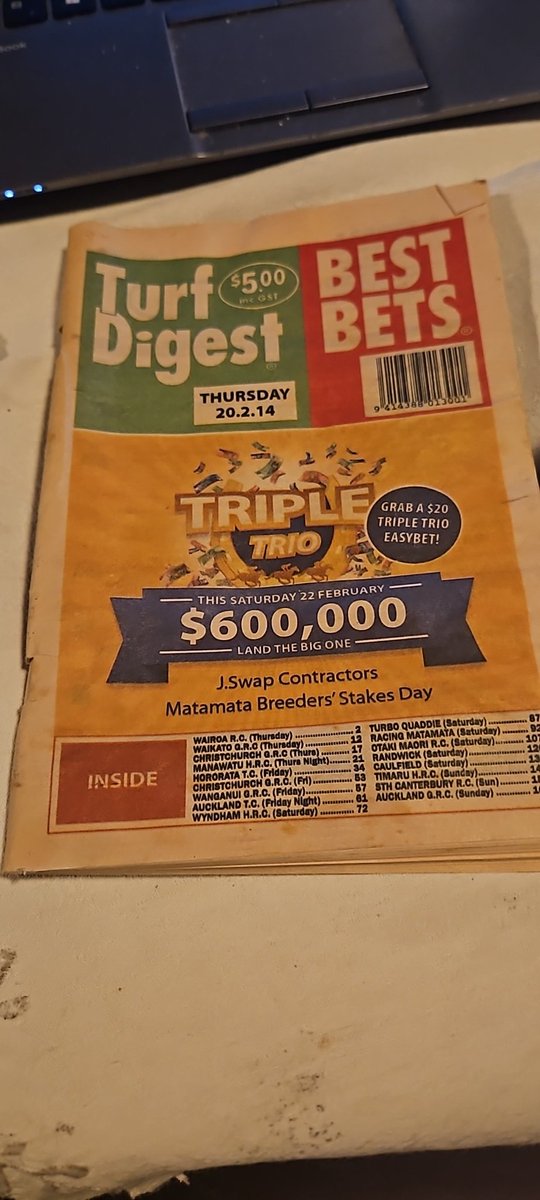 Book
Turf
Digest
$5.00
inc GST
BEST
BETS
THURSDAY
20.2.14
9 414388 013001
TRIPLE
TRIO
GRAB A $20
TRIPLE TRIO
EASYBET!
THIS SATURDAY 22 FEBRUARY
$600,000
LAND THE BIG ONE
J.Swap Contractors
Matamata Breeders' Stakes Day
INSIDE
WAIROA R.C. (Thursday) 2
WAIKATO G.R.C (Thursday) 12
CHRISTCHURCH G.R.C (Thurs) 17
MANAWATU H.R.C. (Thurs Night) 21
HORORATA T.C. (Friday) 34
CHRISTCHURCH G.R.C. (Fri) 53
WANGANUI G.R.C. (Friday) 57
AUCKLAND T.C. (Friday Night) 61
WYNDHAM H.R.C. (Saturday) 72
TURBO QUADDIE (Saturday) 87
RACING MATAMATA (Saturday) 92
OTAKI MAORI R.C. (Saturday)
RANDWICK (Saturday)
CAULFIELD (Saturday)
TIMARU H.R.C. (Sunday)
STH CANTERBURY R.C. (Sun)
AUCKLAND G.R.C. (Sunday)